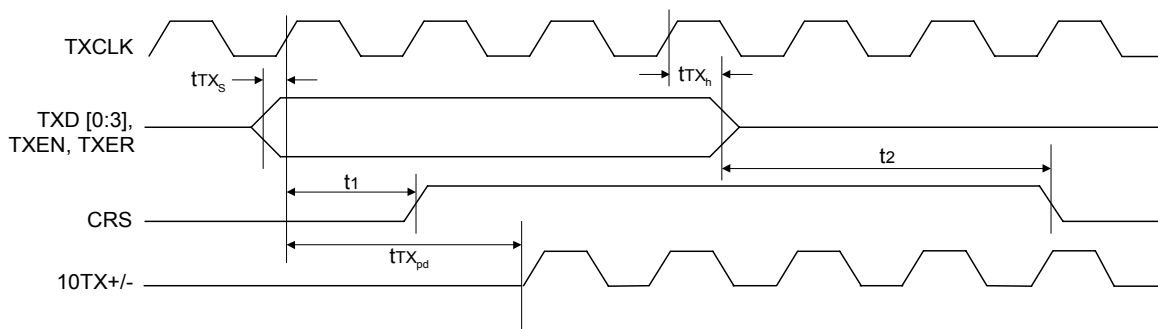 TXCLK
tTXs
tTXh
TXD [0:3],
TXEN, TXER
t2
t1
CRS
tTXpd
10TX+/-